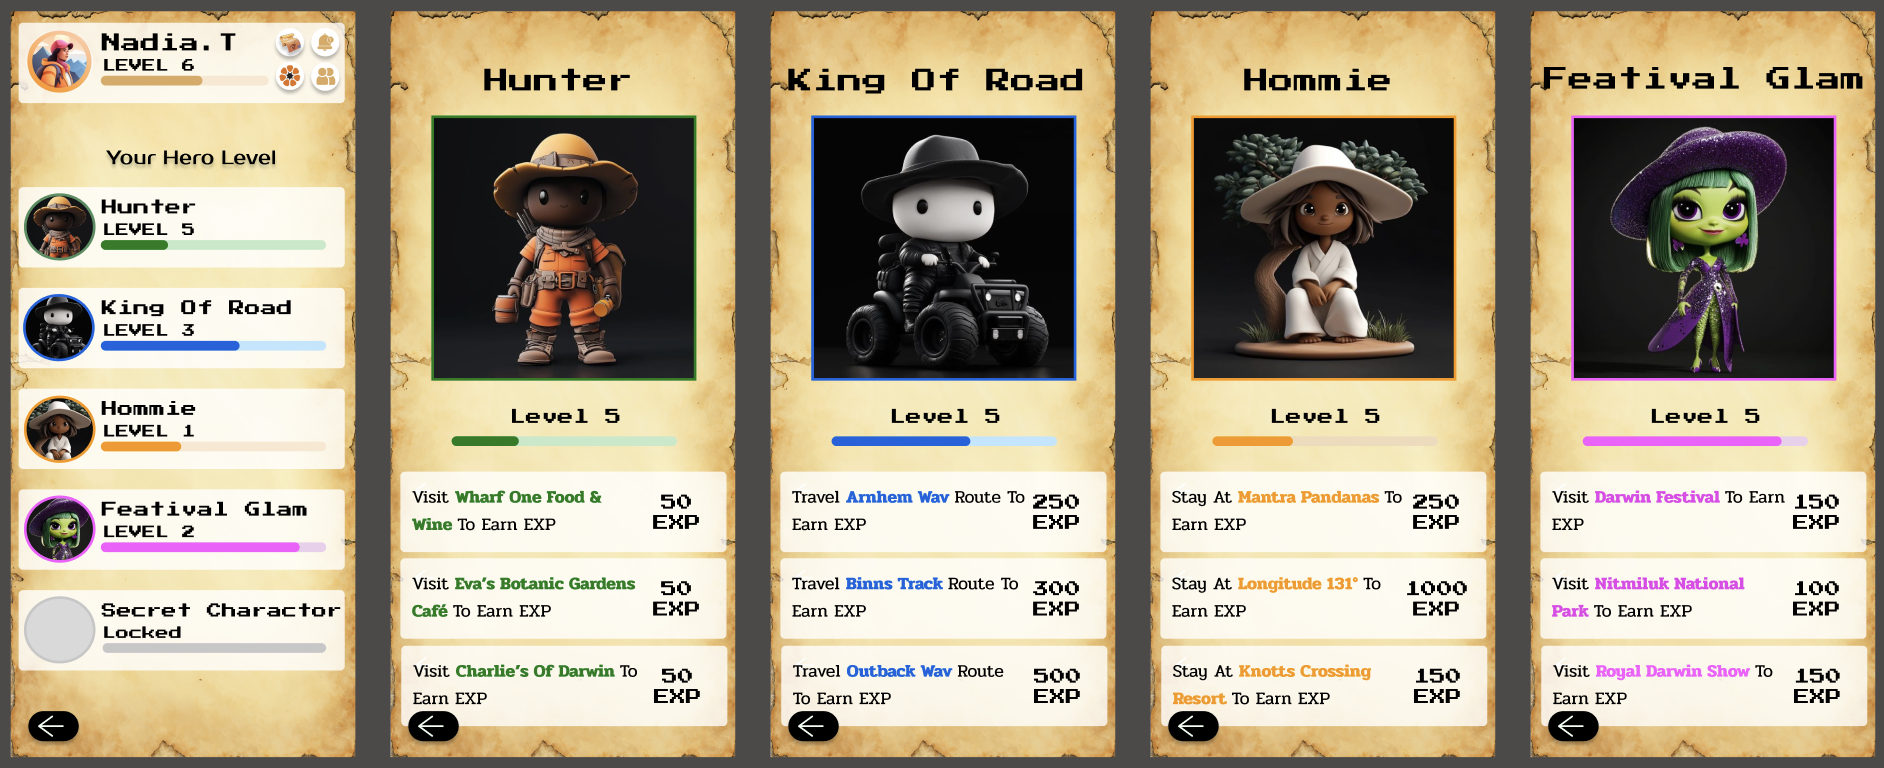 Nadia.T
LEVEL 6
Your Hero Level
Hunter
LEVEL 5
King Of Road
LEVEL 3
Hommie
LEVEL 1
Featival Glam
LEVEL 2
Secret Charactor
Locked
Hunter
Level 5
Visit Wharf One Food &
Wine To Earn EXP
50
EXP
Visit Eva's Botanic Gardens
Café To Earn EXP
50
EXP
Visit Charlie's Of Darwin To
Earn EXP
50
EXP
King Of Road
Level 5
Travel Arnhem Wav Route To
Earn EXP
250
EXP
Travel Binns Track Route To
Earn EXP
300
EXP
Travel Outback Wav Route
To Earn EXP
500
EXP
Hommie
Level 5
Stay At Mantra Pandanas To
Earn EXP
250
EXP
Stay At Longitude 131° To
Earn EXP
1000
EXP
Stay At Knotts Crossing
Resort To Earn EXP
150
EXP
Featival Glam
Level 5
Visit Darwin Festival To Earn
EXP
150
EXP
Visit Nitmiluk National
Park To Earn EXP
100
EXP
Visit Royal Darwin Show To
Earn EXP
150
EXP